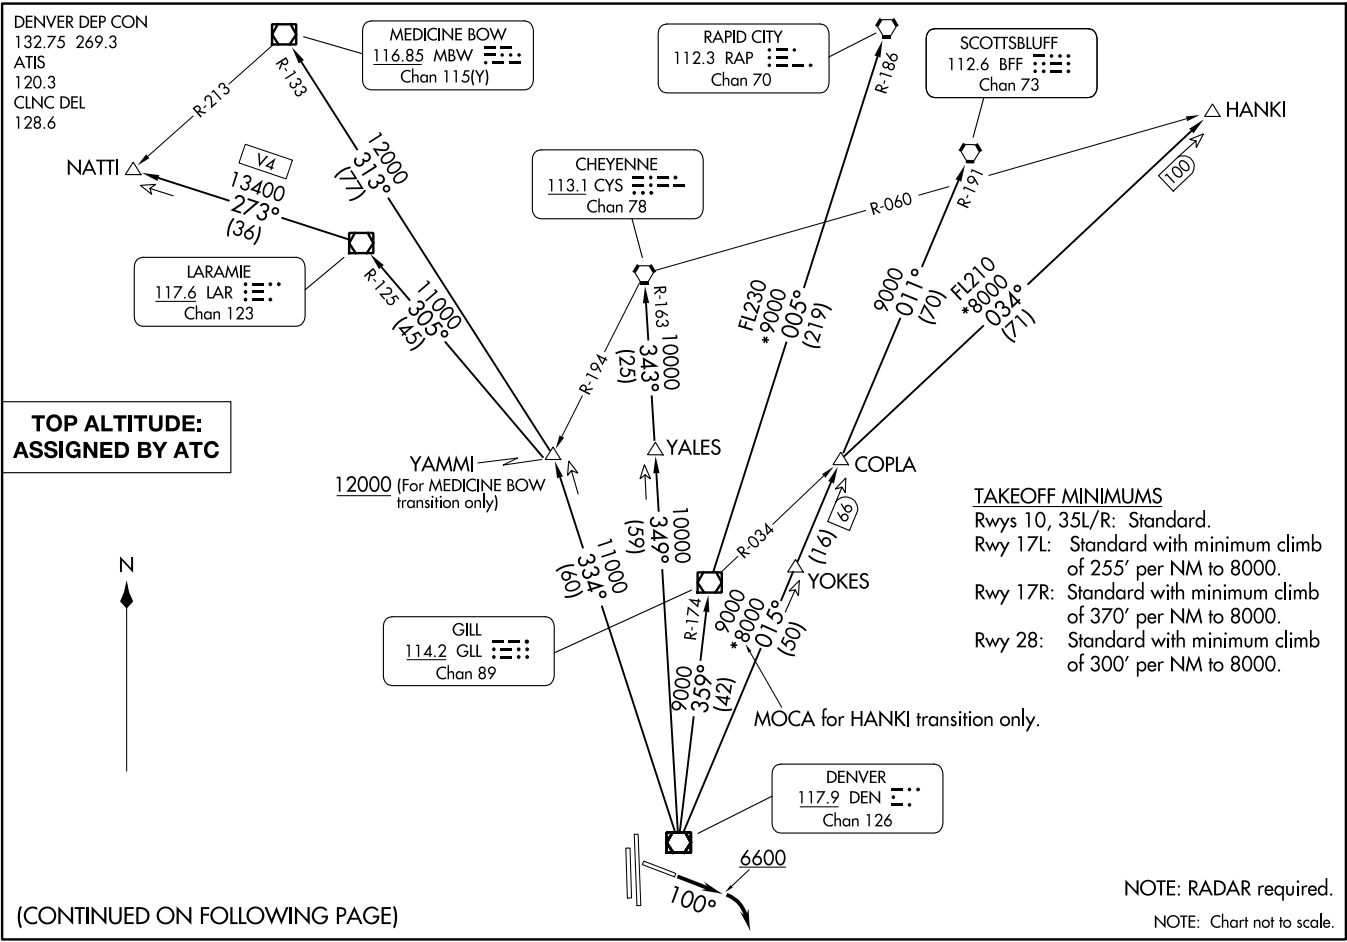 DENVER DEP CON
132.75 269.3
ATIS
120.3
CLNC DEL
128.6
MEDICINE BOW
116.85 MBW
Chan 115(Y)
RAPID CITY
112.3 RAP
Chan 70
SCOTTSBLUFF
112.6 BFF
Chan 73
R-213
R-133
R-186
HANKI
NATTI
V4
13400
273°
(36)
12000
313°
(77)
CHEYENNE
113.1 CYS
Chan 78
R-060
R-191
100
LARAMIE
117.6 LAR
Chan 123
R-125
11000
305°
(45)
R-163
10000
343°
(25)
R-194
FL230
*9000
005°
(219)
9000
011°
(70)
FL210
*8000
034°
(71)
TOP ALTITUDE:
ASSIGNED BY ATC
YAMMI
12000 (For MEDICINE BOW
transition only)
YALES
COPLA
66
(16)
R-034
YOKES
TAKEOFF MINIMUMS
Rwys 10, 35L/R: Standard.
Rwy 17L: Standard with minimum climb
of 255' per NM to 8000.
Rwy 17R: Standard with minimum climb
of 370' per NM to 8000.
Rwy 28: Standard with minimum climb
of 300' per NM to 8000.
N
11000
334°
(60)
10000
349°
(59)
GILL
114.2 GLL
Chan 89
R-174
9000
359°
(42)
9000
*8000
015°
(50)
MOCA for HANKI transition only.
DENVER
117.9 DEN
Chan 126
6600
100°
(CONTINUED ON FOLLOWING PAGE)
NOTE: RADAR required.
NOTE: Chart not to scale.